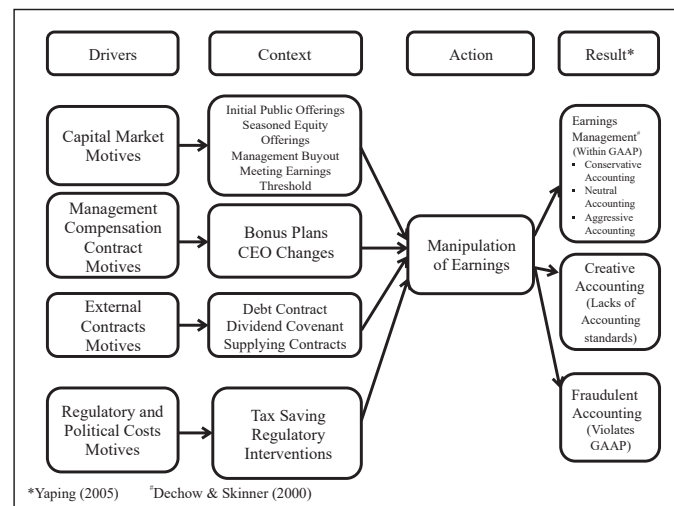 Drivers
Context
Action
Result*
Capital Market
Motives
Initial Public Offerings
Seasoned Equity
Offerings
Management Buyout
Meeting Earnings
Threshold
Earnings
Management#
(Within GAAP)
▪ Conservative
Accounting
▪ Neutral
Accounting
▪ Aggressive
Accounting
Management
Compensation
Contract
Motives
Bonus Plans
CEO Changes
Manipulation
of Earnings
Creative
Accounting
(Lacks of
Accounting
standards)
External
Contracts
Motives
Debt Contract
Dividend Covenant
Supplying Contracts
Regulatory and
Political Costs
Motives
Tax Saving
Regulatory
Interventions
Fraudulent
Accounting
(Violates
GAAP)
*Yaping (2005) #Dechow & Skinner (2000)